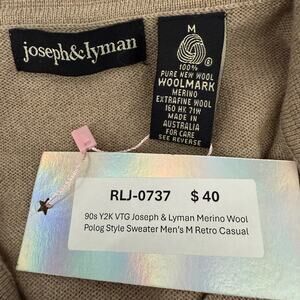 joseph&lyman
M
100%
PURE NEW WOOL
WOOLMARK
MERINO
EXTRAFINE WOOL
160 HK 71W
MADE IN
AUSTRALIA
FOR CARE
SEE REVERSE
RLJ-0737 $ 40
90s Y2K VTG Joseph & Lyman Merino Wool
Polog Style Sweater Men's M Retro Casual